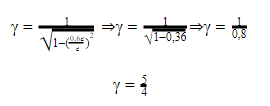 γ = 1/√(1−(0,6c/c)²) ⇒ γ = 1/√(1−0,36) ⇒ γ = 1/0,8
γ = 5/4